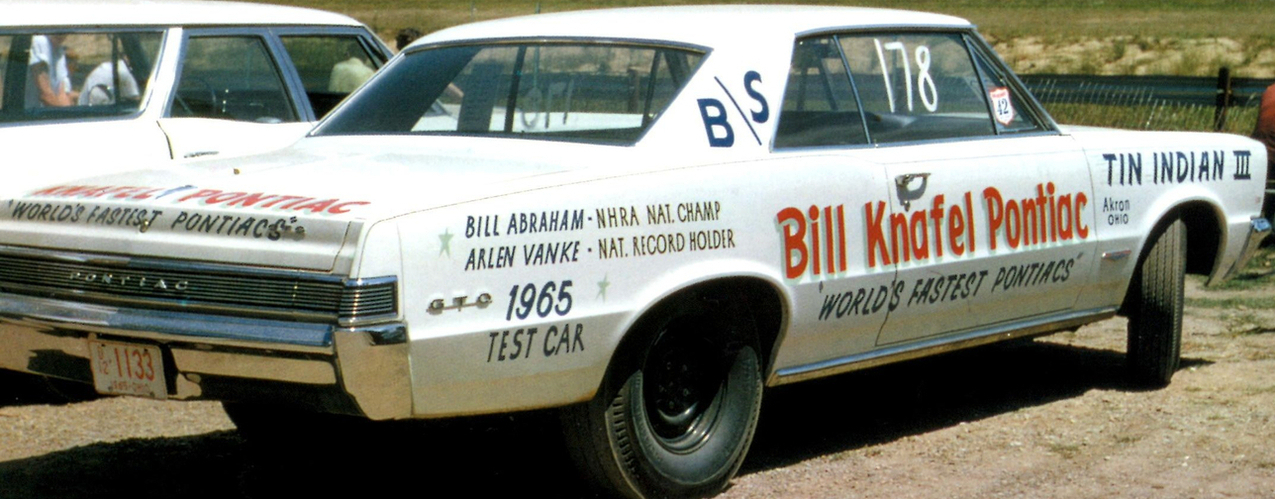 KNAFEL PONTIAC
"WORLD'S FASTEST PONTIACS"
PONTIAC
1133
BILL ABRAHAM · NHRA NAT. CHAMP
ARLEN VANKE · NAT. RECORD HOLDER
GTO 1965
TEST CAR
B\S
178
42
Bill Knafel Pontiac
"WORLD'S FASTEST PONTIACS"
TIN INDIAN III
Akron
OHIO